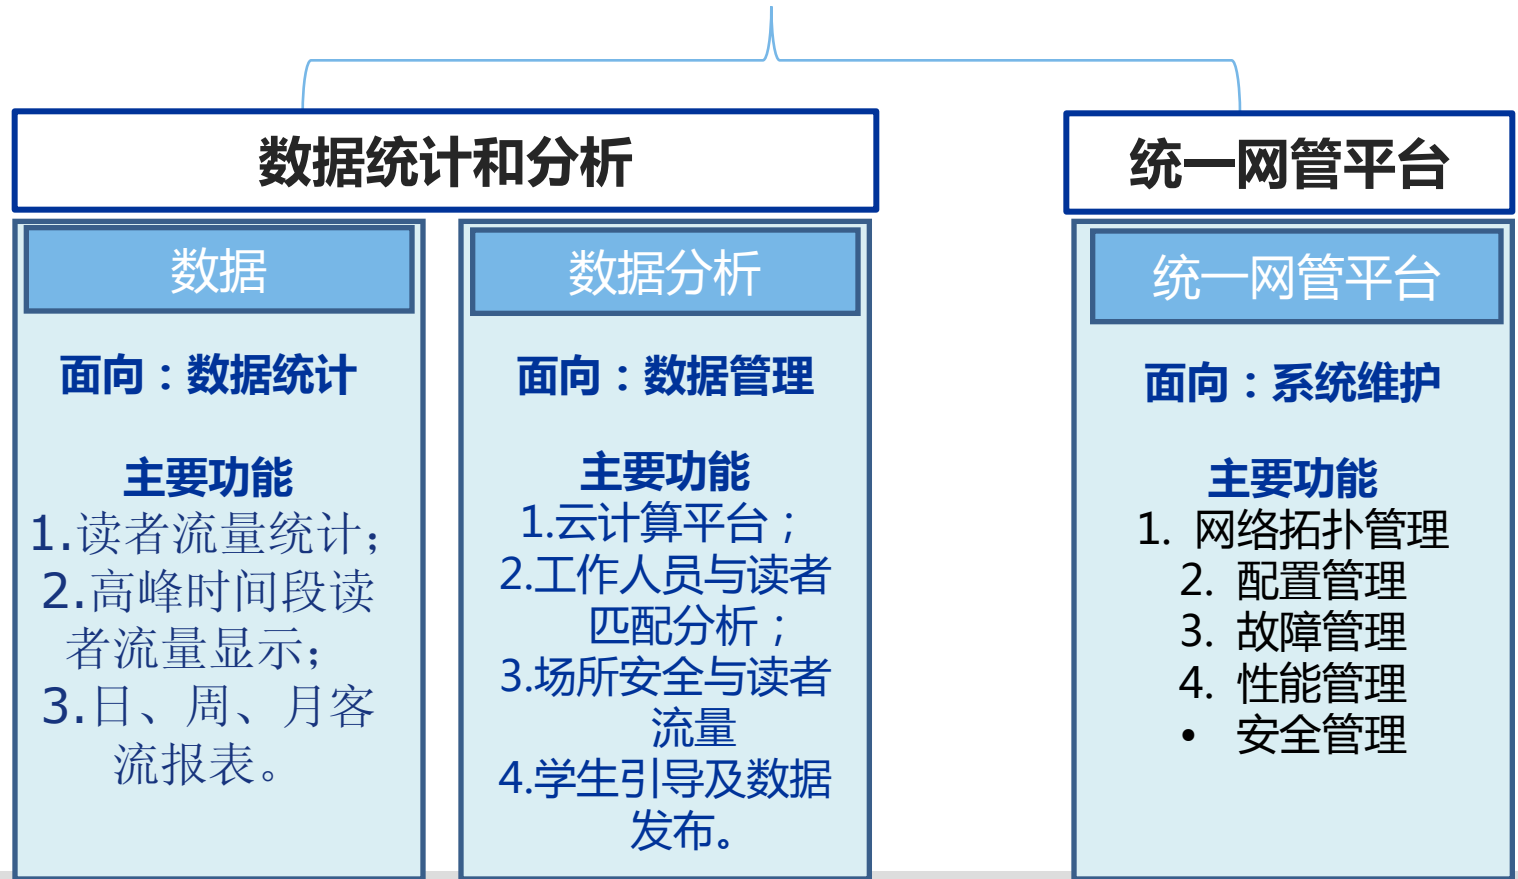 数据统计和分析
统一网管平台
数据
面向：数据统计
主要功能
1.读者流量统计；
2.高峰时间段读
者流量显示；
3.日、周、月客
流报表。
数据分析
面向：数据管理
主要功能
1.云计算平台；
2.工作人员与读者
匹配分析；
3.场所安全与读者
流量
4.学生引导及数据
发布。
统一网管平台
面向：系统维护
主要功能
1. 网络拓扑管理
2. 配置管理
3. 故障管理
4. 性能管理
• 安全管理